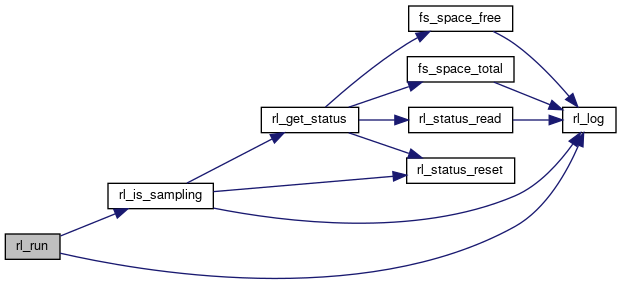 fs_space_free
fs_space_total
rl_get_status
rl_status_read
rl_log
rl_status_reset
rl_is_sampling
rl_run